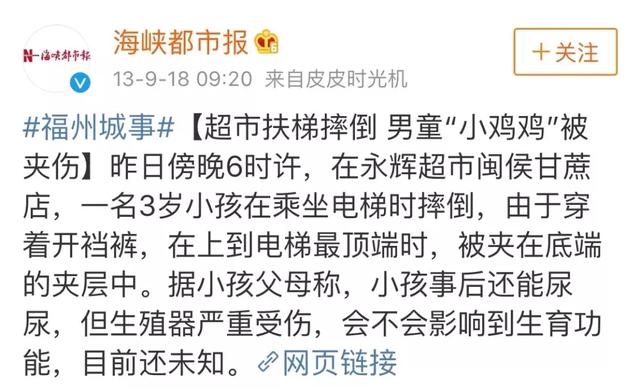 N-海峡都市报
海峡都市报
+关注
13-9-18 09:20 来自皮皮时光机
#福州城事#【超市扶梯摔倒 男童“小鸡鸡”被
夹伤】昨日傍晚6时许，在永辉超市闽侯甘蔗
店，一名3岁小孩在乘坐电梯时摔倒，由于穿
着开裆裤，在上到电梯最顶端时，被夹在底端
的夹层中。据小孩父母称，小孩事后还能尿
尿，但生殖器严重受伤，会不会影响到生育功
能，目前还未知。网页链接